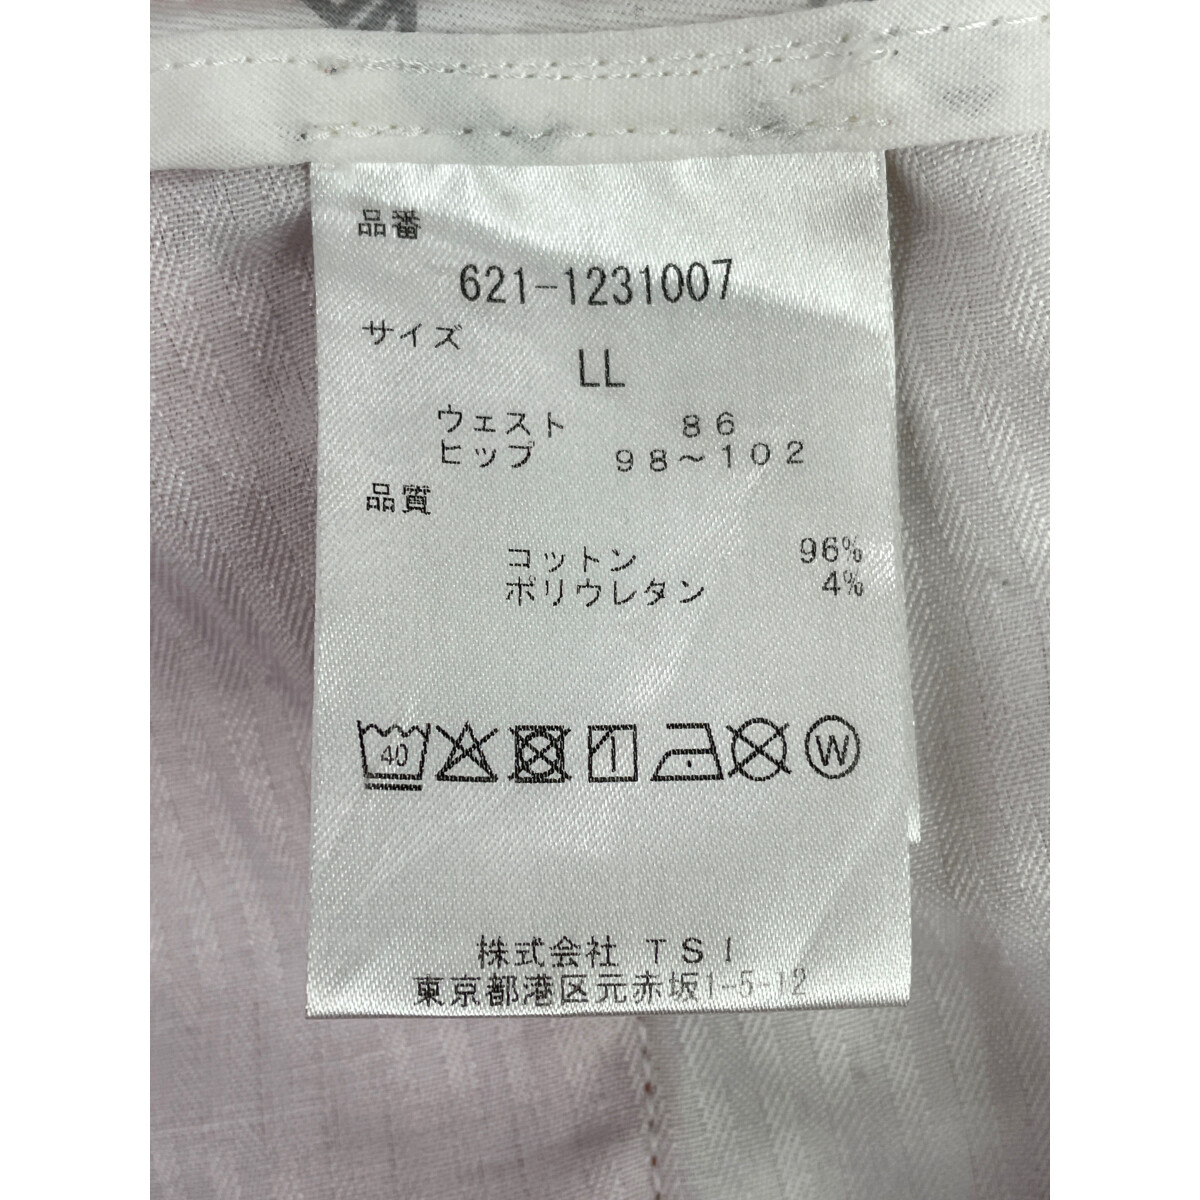 品番
621-1231007
サイズ
LL
ウェスト 86
ヒップ 98～102
品質
コットン 96%
ポリウレタン 4%
40
W
株式会社 TSI
東京都港区元赤坂1-5-12